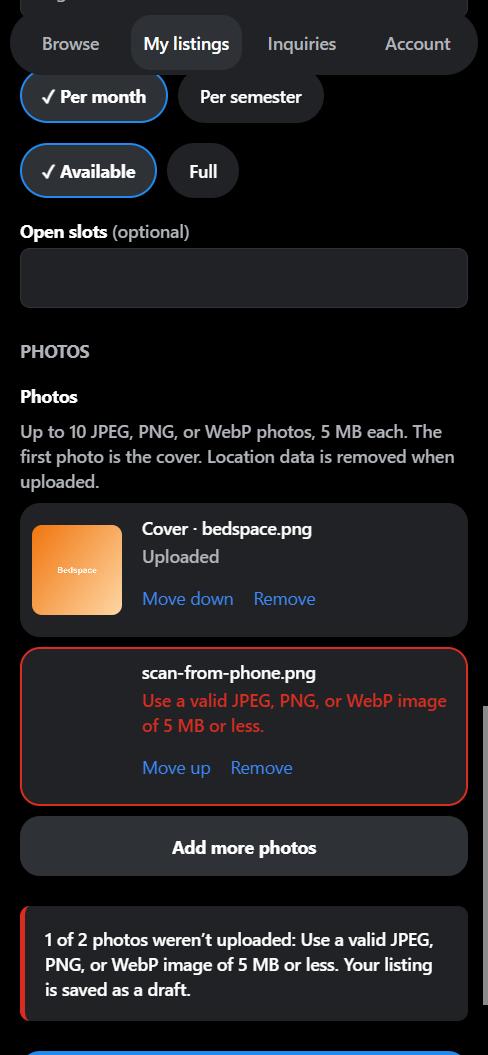 Browse
My listings
Inquiries
Account
✓ Per month
Per semester
✓ Available
Full
Open slots (optional)
PHOTOS
Photos
Up to 10 JPEG, PNG, or WebP photos, 5 MB each. The
first photo is the cover. Location data is removed when
uploaded.
Bedspace
Cover · bedspace.png
Uploaded
Move down
Remove
scan-from-phone.png
Use a valid JPEG, PNG, or WebP image
of 5 MB or less.
Move up
Remove
Add more photos
1 of 2 photos weren’t uploaded: Use a valid JPEG,
PNG, or WebP image of 5 MB or less. Your listing
is saved as a draft.